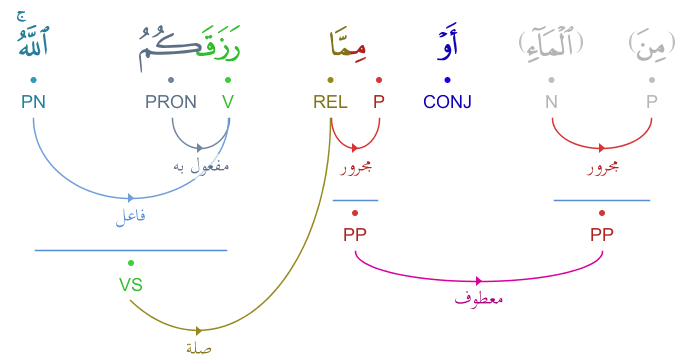 (مِنَ) (ٱلْمَآءِ) أَوْ مِمَّا رَزَقَكُمُ ٱللَّهُ ۚ
P N CONJ P REL V PRON PN
مجرور مجرور مفعول به
فاعل
PP PP
VS
معطوف
صلة